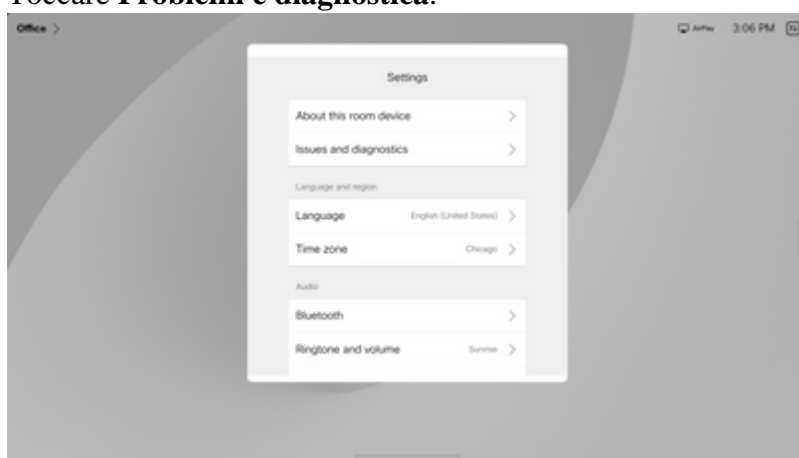 Toccare Problemi e diagnostica.
Office
AirPlay 3:06 PM
Settings
About this room device
Issues and diagnostics
Language and region
Language English (United States)
Time zone Chicago
Audio
Bluetooth
Ringtone and volume Sunrise